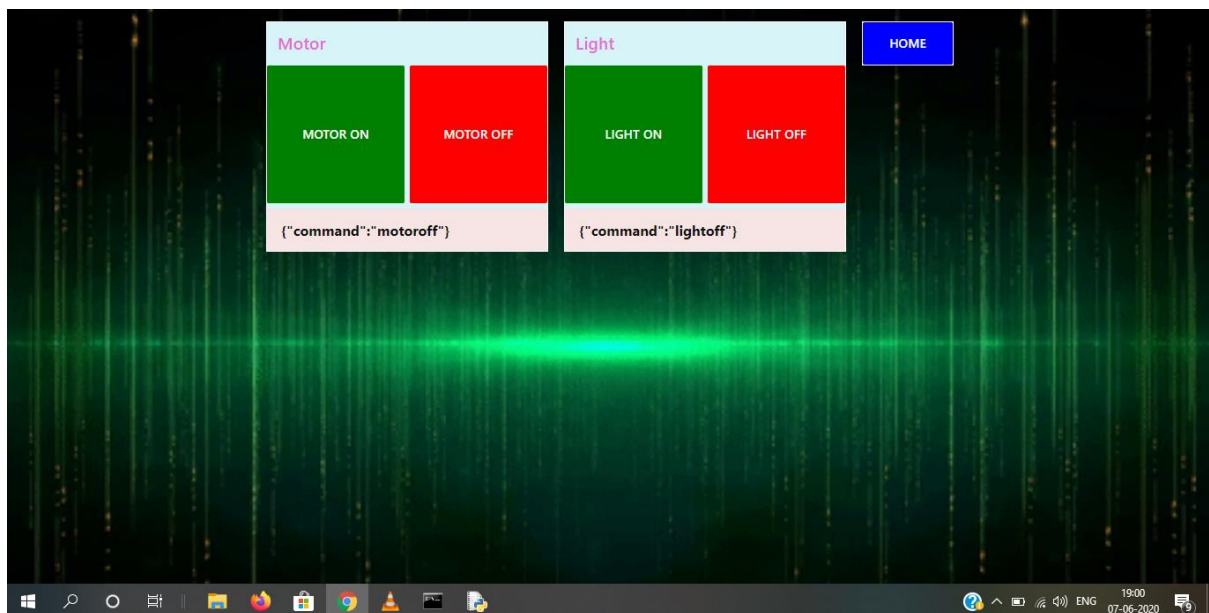 Motor
MOTOR ON
MOTOR OFF
{"command":"motoroff"}
Light
LIGHT ON
LIGHT OFF
{"command":"lightoff"}
HOME
ENG
19:00
07-06-2020